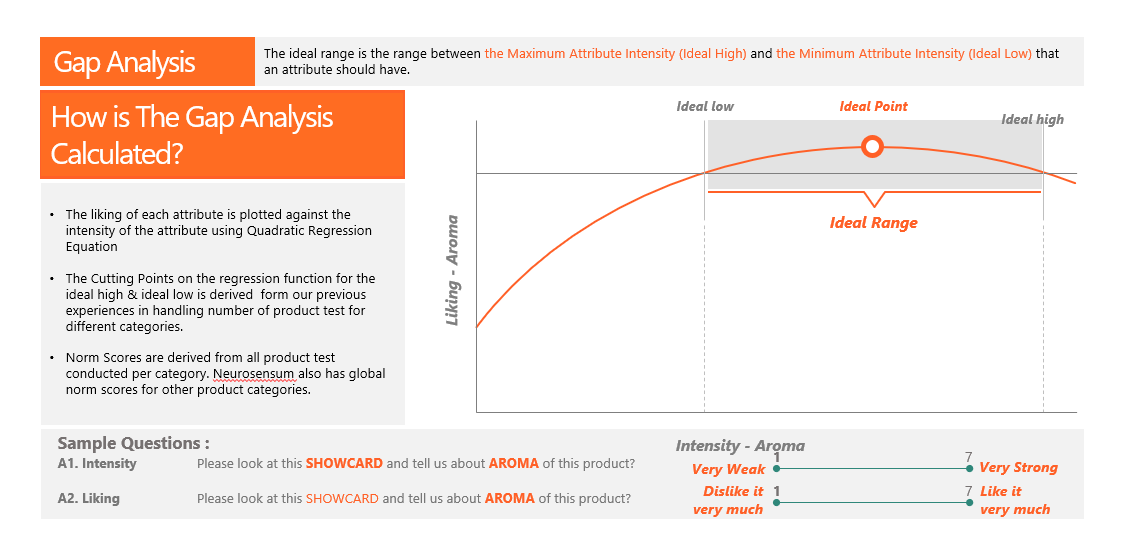 Gap Analysis
The ideal range is the range between the Maximum Attribute Intensity (Ideal High) and the Minimum Attribute Intensity (Ideal Low) that
an attribute should have.
How is The Gap Analysis
Calculated?
• The liking of each attribute is plotted against the
intensity of the attribute using Quadratic Regression
Equation
• The Cutting Points on the regression function for the
ideal high & ideal low is derived  form our previous
experiences in handling number of product test for
different categories.
• Norm Scores are derived from all product test
conducted per category. Neurosensum also has global
norm scores for other product categories.
Ideal low
Ideal Point
Ideal high
Ideal Range
Liking - Aroma
Sample Questions :
A1. Intensity
Please look at this SHOWCARD and tell us about AROMA of this product?
A2. Liking
Please look at this SHOWCARD and tell us about AROMA of this product?
Intensity - Aroma
Very Weak 1 7 Very Strong
Dislike it 1 7 Like it
very much very much